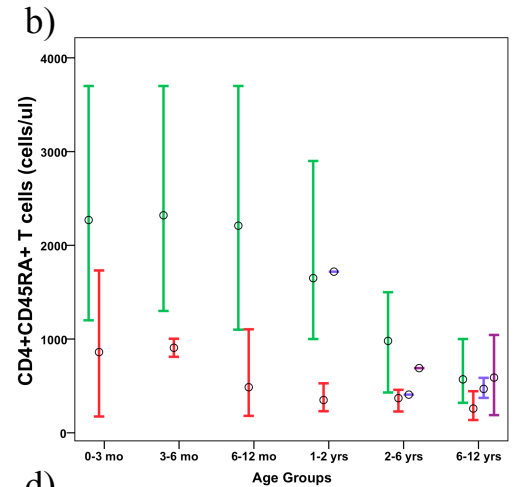 b)
CD4+CD45RA+ T cells (cells/ul)
4000
3000
2000
1000
0
0-3 mo 3-6 mo 6-12 mo 1-2 yrs 2-6 yrs 6-12 yrs
Age Groups
d)